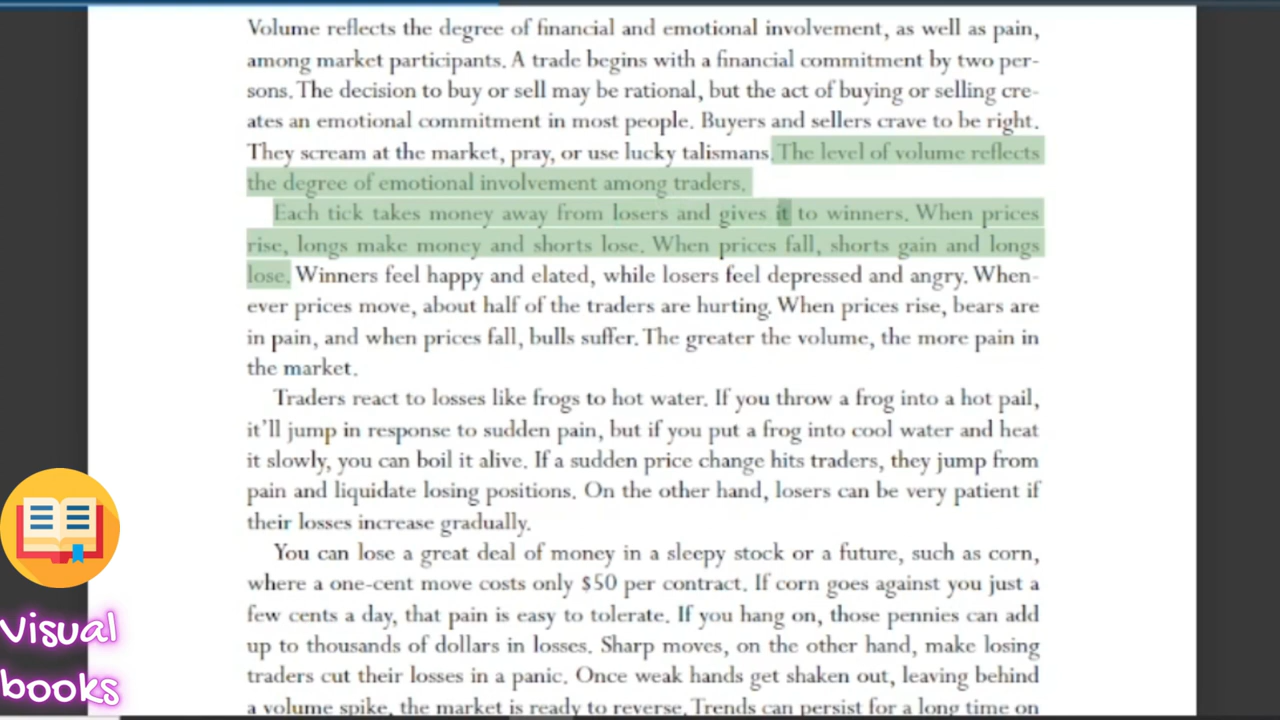 Volume reflects the degree of financial and emotional involvement, as well as pain,
among market participants. A trade begins with a financial commitment by two per-
sons. The decision to buy or sell may be rational, but the act of buying or selling cre-
ates an emotional commitment in most people. Buyers and sellers crave to be right.
They scream at the market, pray, or use lucky talismans. The level of volume reflects
the degree of emotional involvement among traders.
Each tick takes money away from losers and gives it to winners. When prices
rise, longs make money and shorts lose. When prices fall, shorts gain and longs
lose. Winners feel happy and elated, while losers feel depressed and angry. When-
ever prices move, about half of the traders are hurting. When prices rise, bears are
in pain, and when prices fall, bulls suffer. The greater the volume, the more pain in
the market.
Traders react to losses like frogs to hot water. If you throw a frog into a hot pail,
it'll jump in response to sudden pain, but if you put a frog into cool water and heat
it slowly, you can boil it alive. If a sudden price change hits traders, they jump from
pain and liquidate losing positions. On the other hand, losers can be very patient if
their losses increase gradually.
You can lose a great deal of money in a sleepy stock or a future, such as corn,
where a one-cent move costs only $50 per contract. If corn goes against you just a
few cents a day, that pain is easy to tolerate. If you hang on, those pennies can add
up to thousands of dollars in losses. Sharp moves, on the other hand, make losing
traders cut their losses in a panic. Once weak hands get shaken out, leaving behind
a volume spike, the market is ready to reverse. Trends can persist for a long time on
Visual
books